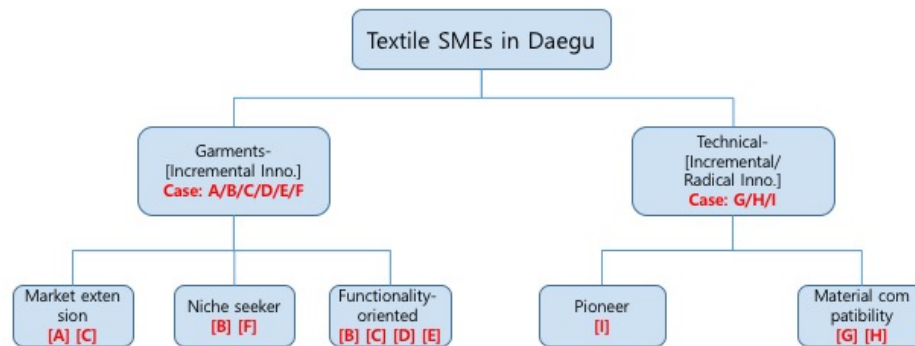 Textile SMEs in Daegu
Garments-
[Incremental Inno.]
Case: A/B/C/D/E/F
Technical-
[Incremental/
Radical Inno.]
Case: G/H/I
Market exten
sion
[A] [C]
Niche seeker
[B] [F]
Functionality-
oriented
[B] [C] [D] [E]
Pioneer
[I]
Material com
patibility
[G] [H]